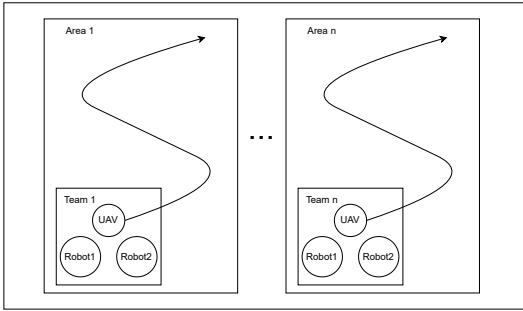 Area 1
Team 1
UAV
Robot1
Robot2
...
Area n
Team n
UAV
Robot1
Robot2